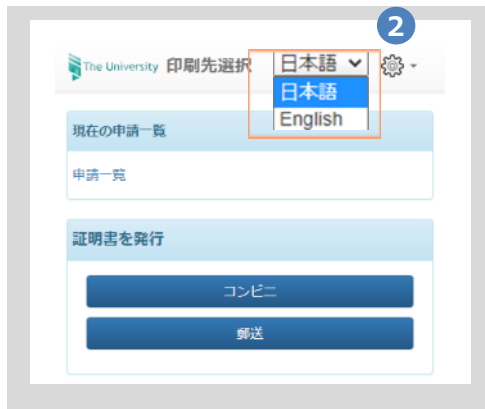 2
The University 印刷先選択 日本語
日本語
English
現在の申請一覧
申請一覧
証明書を発行
コンビニ
郵送